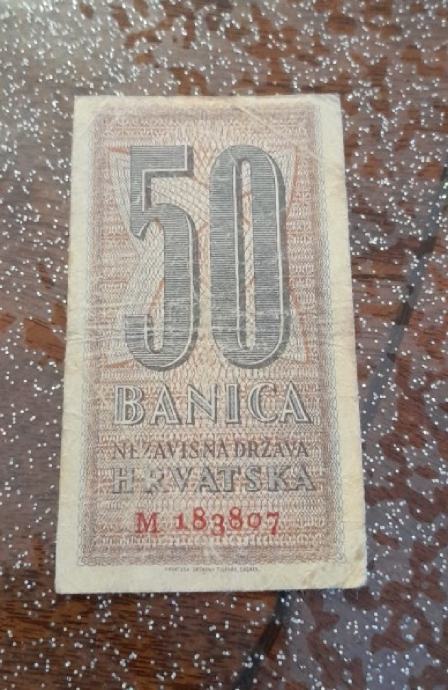 50
BANICA
NEZAVISNA DRŽAVA
HRVATSKA
M 183807